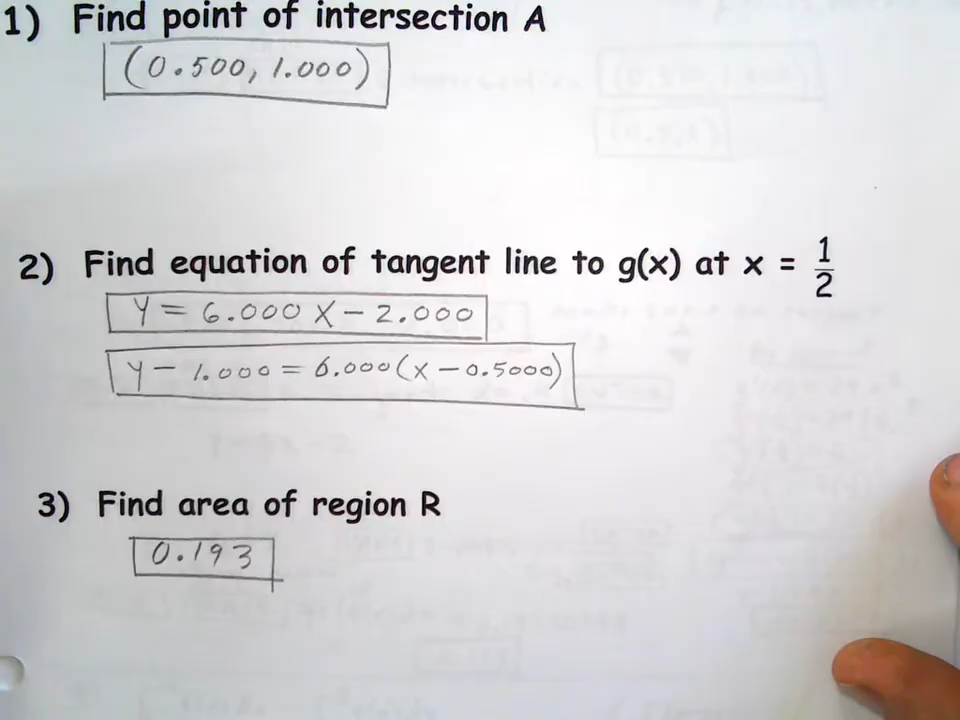 1) Find point of intersection A
(0.500, 1.000)
2) Find equation of tangent line to g(x) at x = 1/2
Y = 6.000 X - 2.000
Y - 1.000 = 6.000(X - 0.5000)
3) Find area of region R
0.193